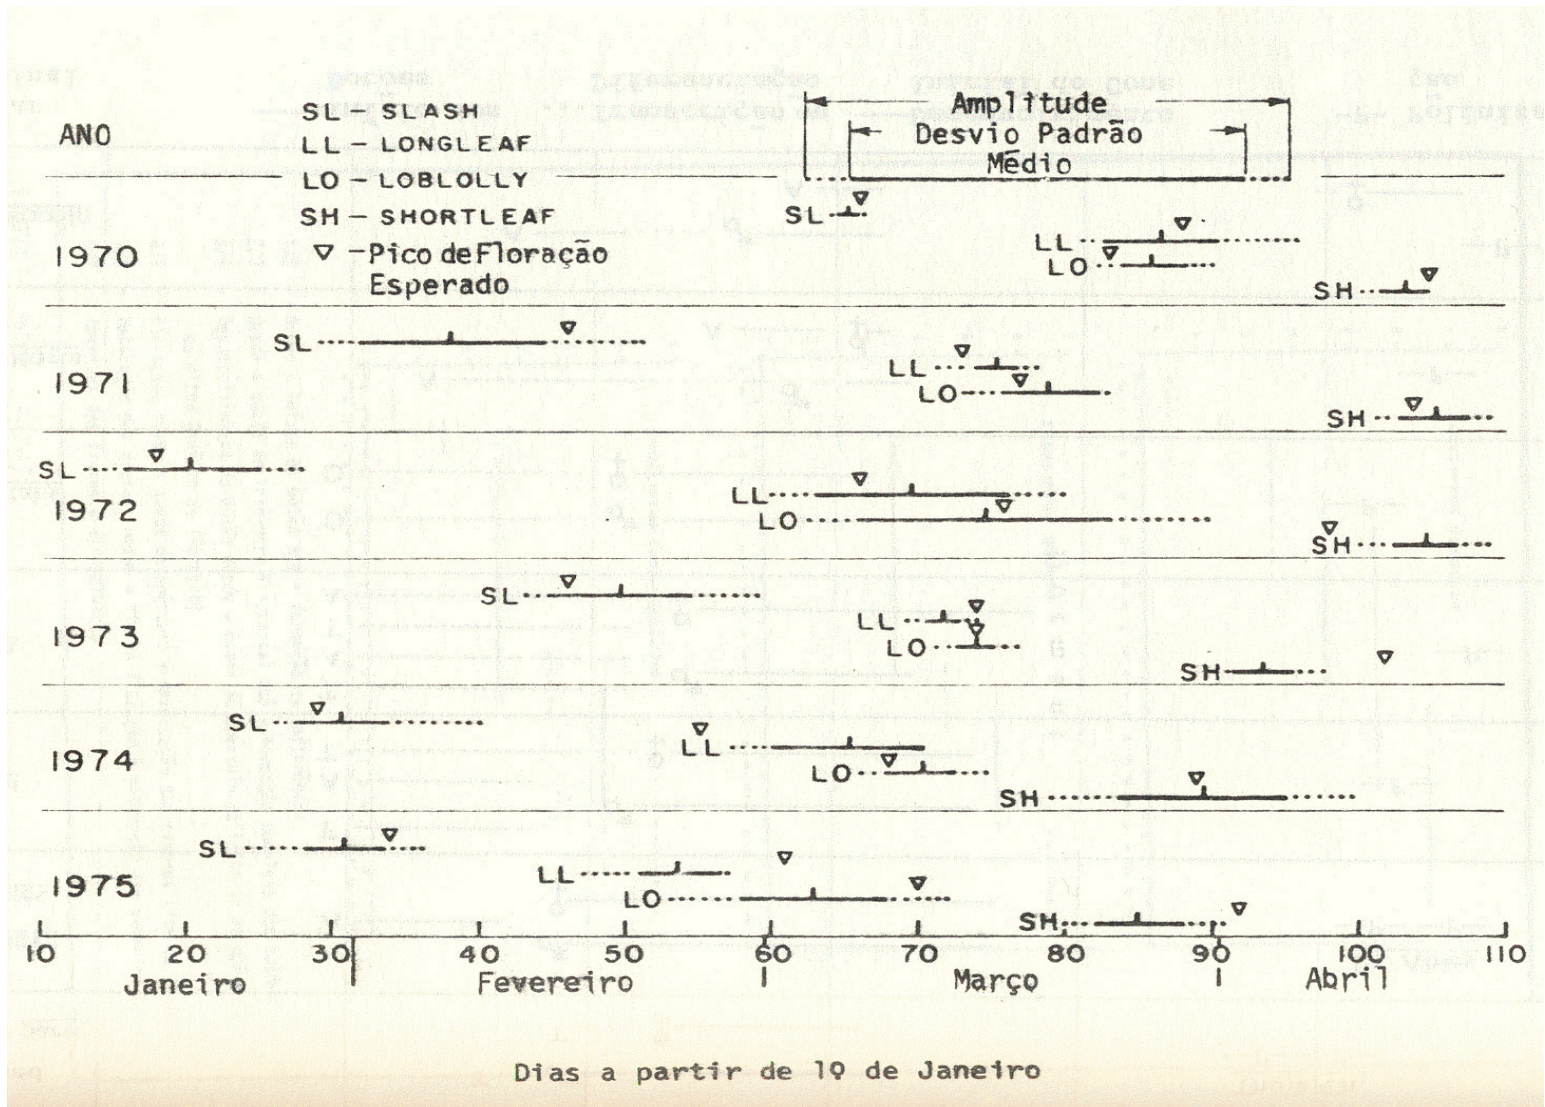 ANO
SL – SLASH
LL – LONGLEAF
LO – LOBLOLLY
SH – SHORTLEAF
▽ – Pico de Floração
Esperado
Amplitude
Desvio Padrão
Médio
1970
SL
LL
LO
SH
1971
SL
LL
LO
SH
1972
SL
LL
LO
SH
1973
SL
LL
LO
SH
1974
SL
LL
LO
SH
1975
SL
LL
LO
SH
10 20 30 40 50 60 70 80 90 100 110
Janeiro Fevereiro Março Abril
Dias a partir de 1º de Janeiro